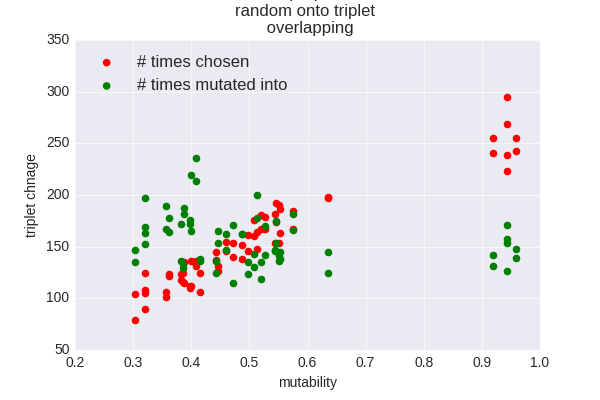 random onto triplet
overlapping
350
300
250
200
150
100
50
triplet chnage
# times chosen
# times mutated into
0.2 0.3 0.4 0.5 0.6 0.7 0.8 0.9 1.0
mutability